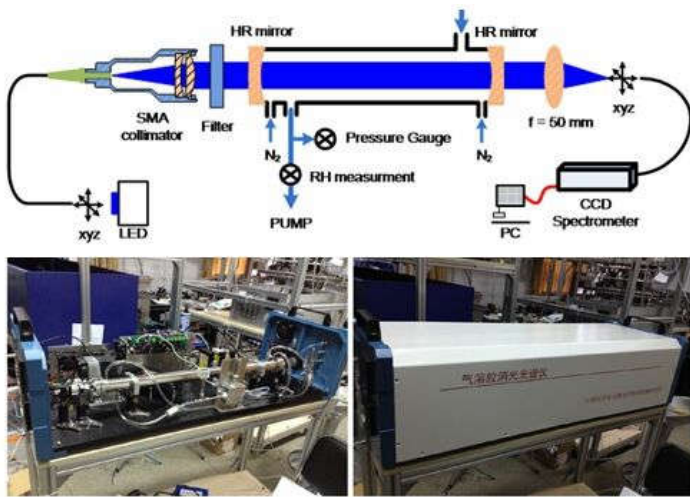 HR mirror
HR mirror
SMA
collimator
Filter
N₂
Pressure Gauge
N₂
f = 50 mm
xyz
RH measurment
PUMP
xyz
LED
PC
CCD
Spectrometer
气溶胶消光光谱仪